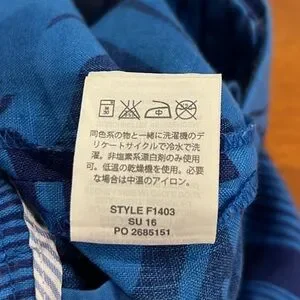 同色系の物と一緒に洗濯機のデ
リケートサイクルで冷水で洗
濯。非塩素系漂白剤のみ使用
可。低温の乾燥機を使用。必要
な場合は中温のアイロン。
STYLE F1403
SU 16
PO 2685151